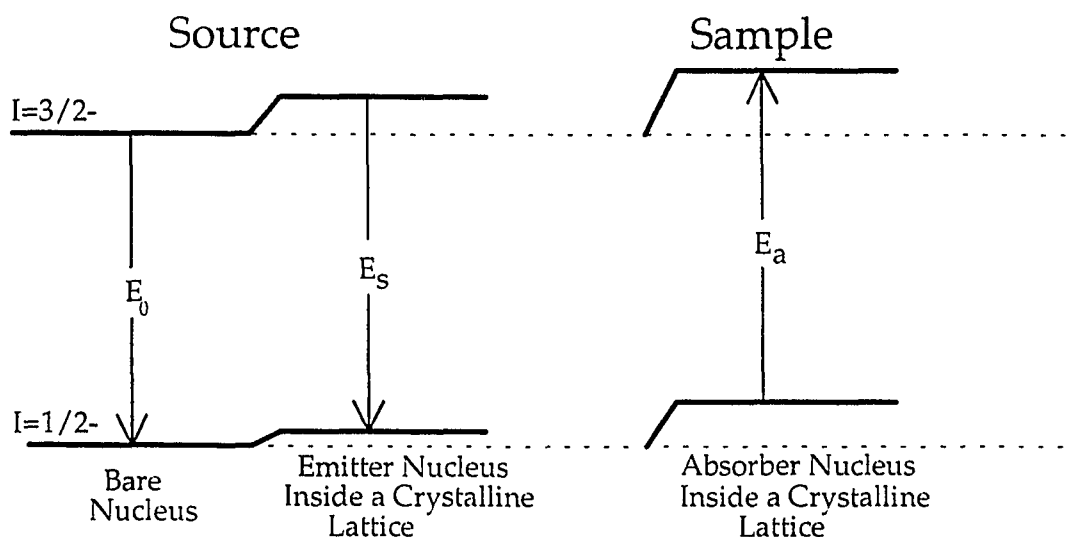 Source
Sample
I=3/2-
E0
Es
Ea
I=1/2-
Bare
Nucleus
Emitter Nucleus
Inside a Crystalline
Lattice
Absorber Nucleus
Inside a Crystalline
Lattice